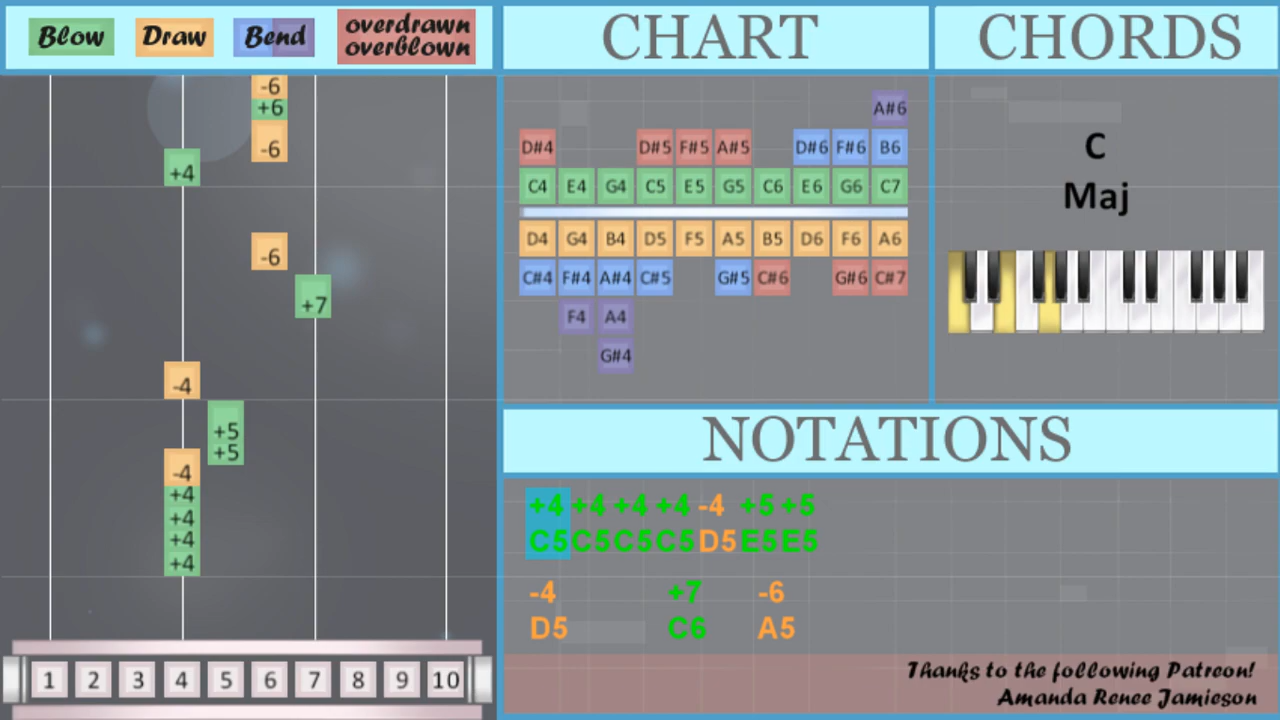 Blow Draw Bend overdrawn
overblown
CHART
CHORDS
-6
+6
-6
+4
-6
+7
-4
+5
+5
-4
+4
+4
+4
+4
1 2 3 4 5 6 7 8 9 10
A#6
D#4 D#5 F#5 A#5 D#6 F#6 B6
C4 E4 G4 C5 E5 G5 C6 E6 G6 C7
D4 G4 B4 D5 F5 A5 B5 D6 F6 A6
C#4 F#4 A#4 C#5 G#5 C#6 G#6 C#7
F4 A4
G#4
C
Maj
NOTATIONS
+4 +4 +4 +4 -4 +5 +5
C5 C5 C5 C5 D5 E5 E5
-4 +7 -6
D5 C6 A5
Thanks to the following Patreon!
Amanda Renee Jamieson